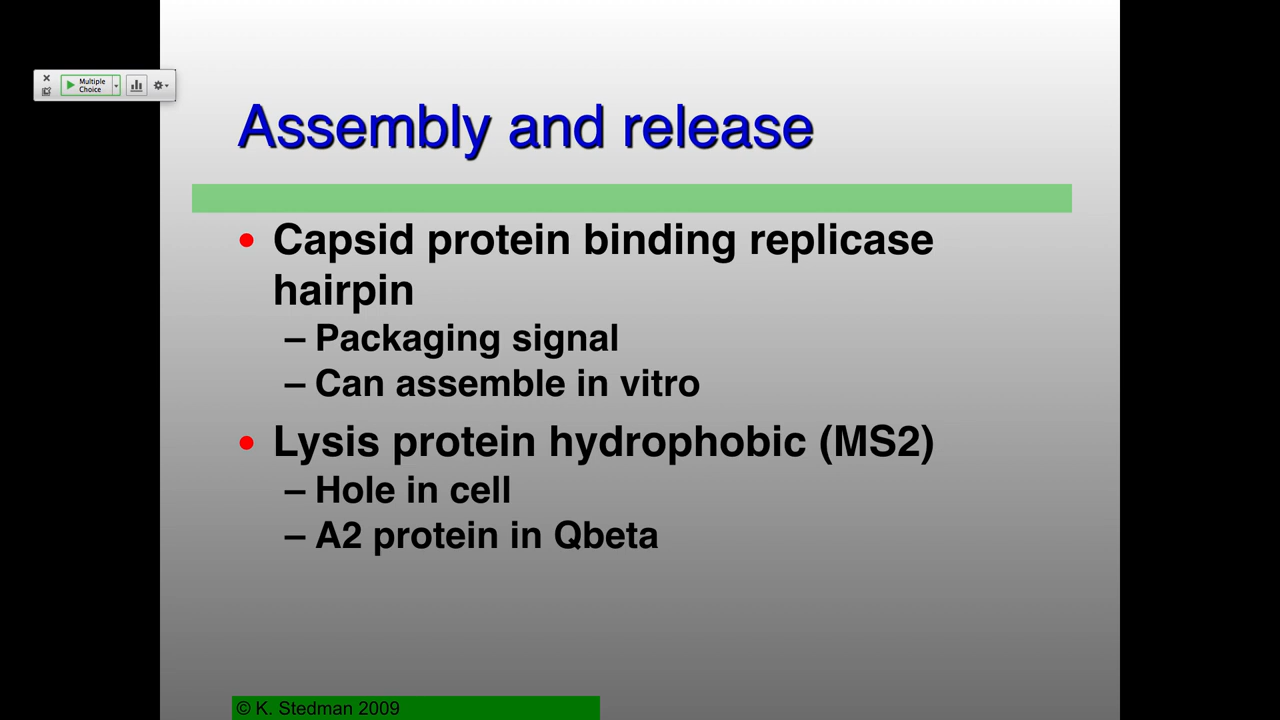 Multiple
Choice
Assembly and release
• Capsid protein binding replicase
hairpin
– Packaging signal
– Can assemble in vitro
• Lysis protein hydrophobic (MS2)
– Hole in cell
– A2 protein in Qbeta
© K. Stedman 2009